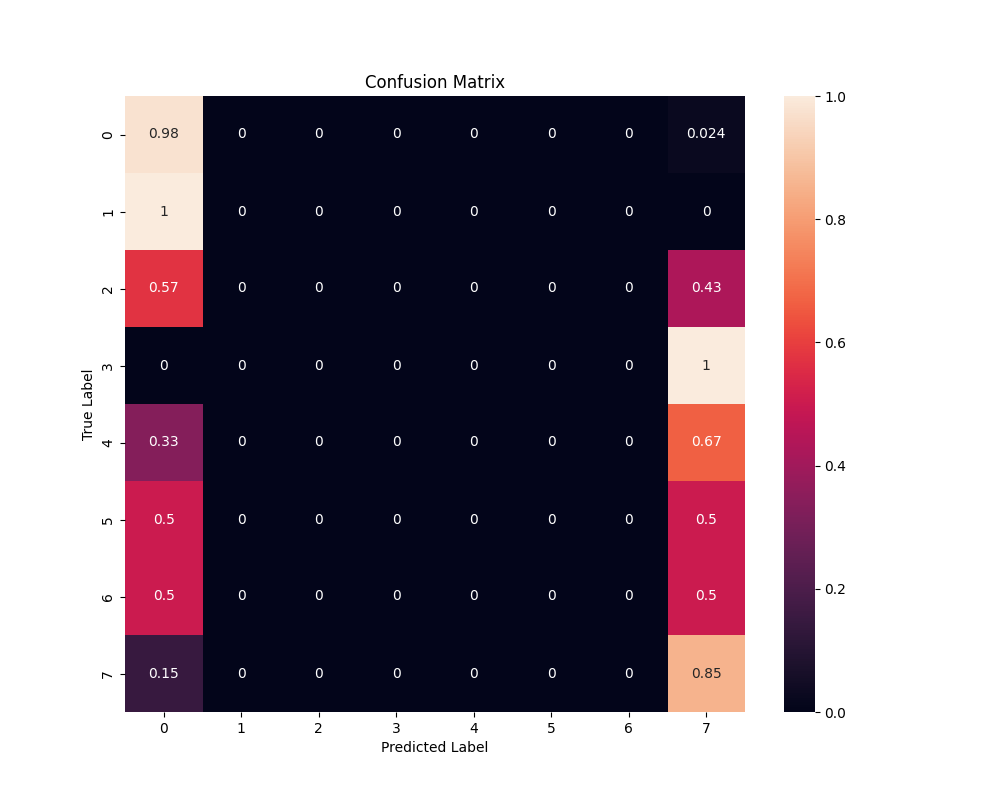 Confusion Matrix
0 0.98 0 0 0 0 0 0 0.024
1 1 0 0 0 0 0 0 0
2 0.57 0 0 0 0 0 0 0.43
3 0 0 0 0 0 0 0 1
4 0.33 0 0 0 0 0 0 0.67
5 0.5 0 0 0 0 0 0 0.5
6 0.5 0 0 0 0 0 0 0.5
7 0.15 0 0 0 0 0 0 0.85
0 1 2 3 4 5 6 7
Predicted Label
True Label
1.0
0.8
0.6
0.4
0.2
0.0